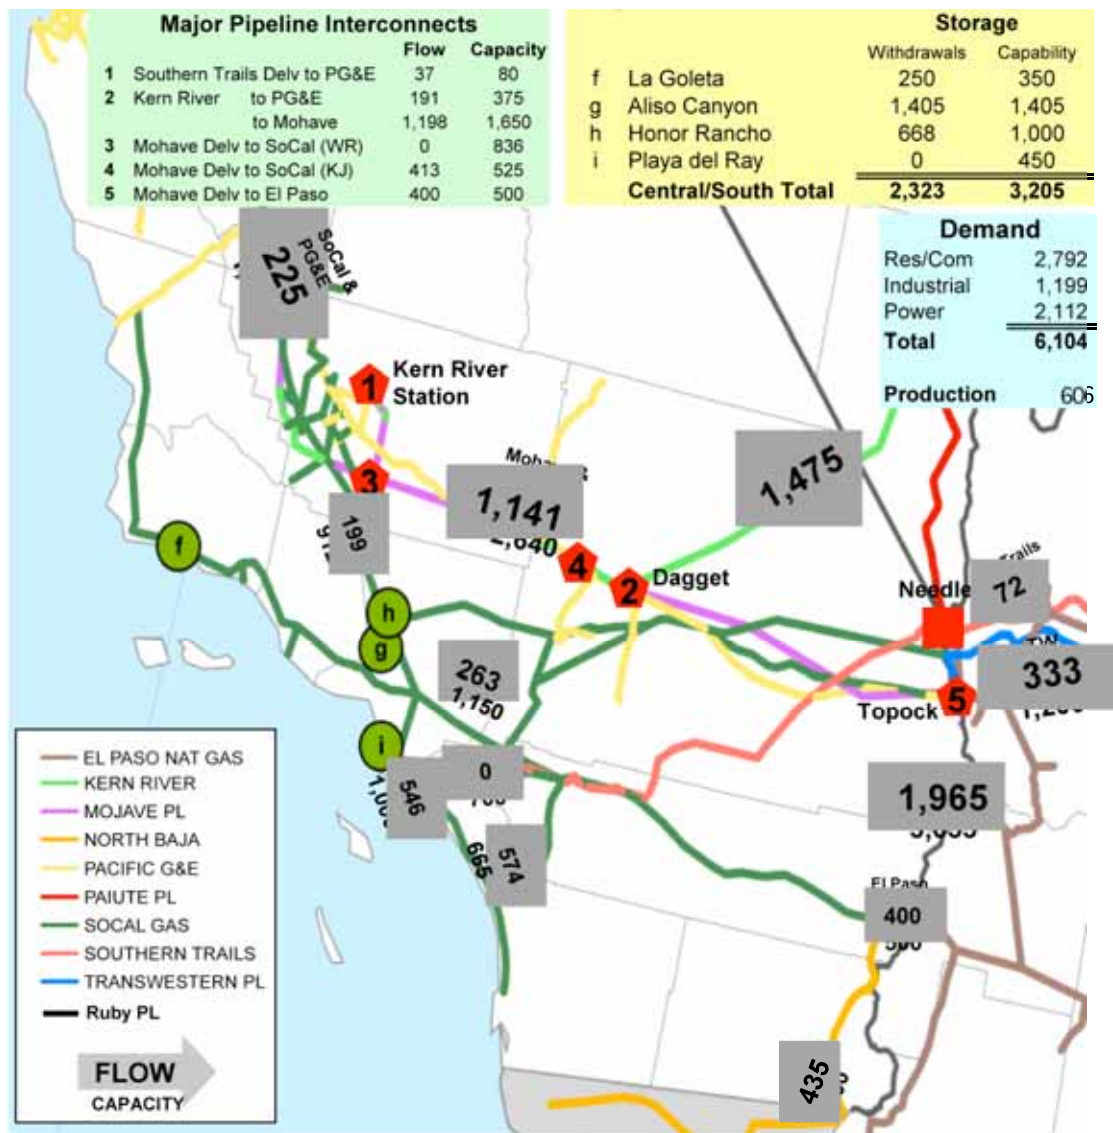 Major Pipeline Interconnects
Flow Capacity
1 Southern Trails Delv to PG&E 37 80
2 Kern River to PG&E 191 375
to Mohave 1,198 1,650
3 Mohave Delv to SoCal (WR) 0 836
4 Mohave Delv to SoCal (KJ) 413 525
5 Mohave Delv to El Paso 400 500
Storage
Withdrawals Capability
f La Goleta 250 350
g Aliso Canyon 1,405 1,405
h Honor Rancho 668 1,000
i Playa del Ray 0 450
Central/South Total 2,323 3,205
Demand
Res/Com 2,792
Industrial 1,199
Power 2,112
Total 6,104
Production 606
SoCal &
PG&E
225
1
Kern River
Station
3
1,475
1,141
199
4
2
Dagget
f
h
g
i
263
1,150
Trails
72
333
5
Topock
0
546
665
574
1,965
El Paso
400
435
EL PASO NAT GAS
KERN RIVER
MOJAVE PL
NORTH BAJA
PACIFIC G&E
PAIUTE PL
SOCAL GAS
SOUTHERN TRAILS
TRANSWESTERN PL
Ruby PL
FLOW
CAPACITY